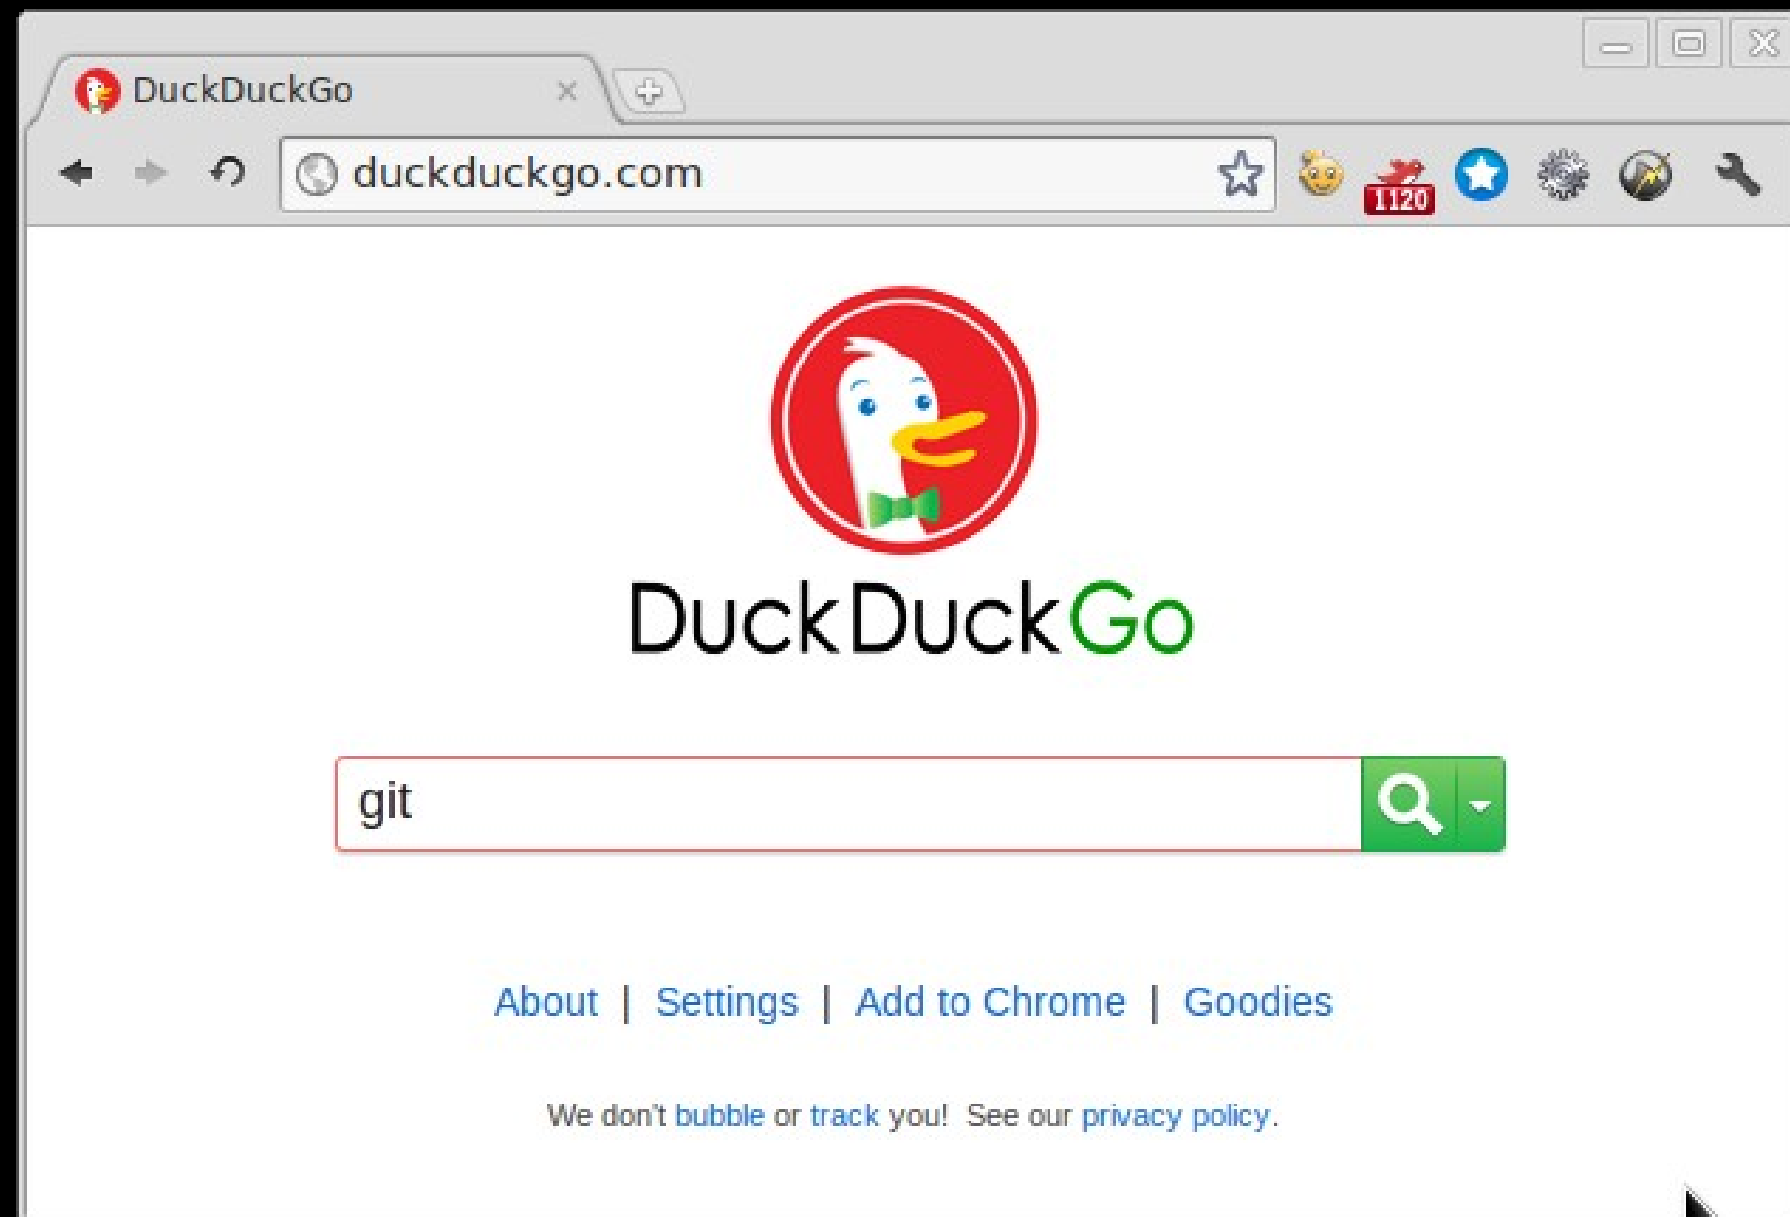 DuckDuckGo
duckduckgo.com
1120
DuckDuckGo
git
About | Settings | Add to Chrome | Goodies
We don't bubble or track you! See our privacy policy.